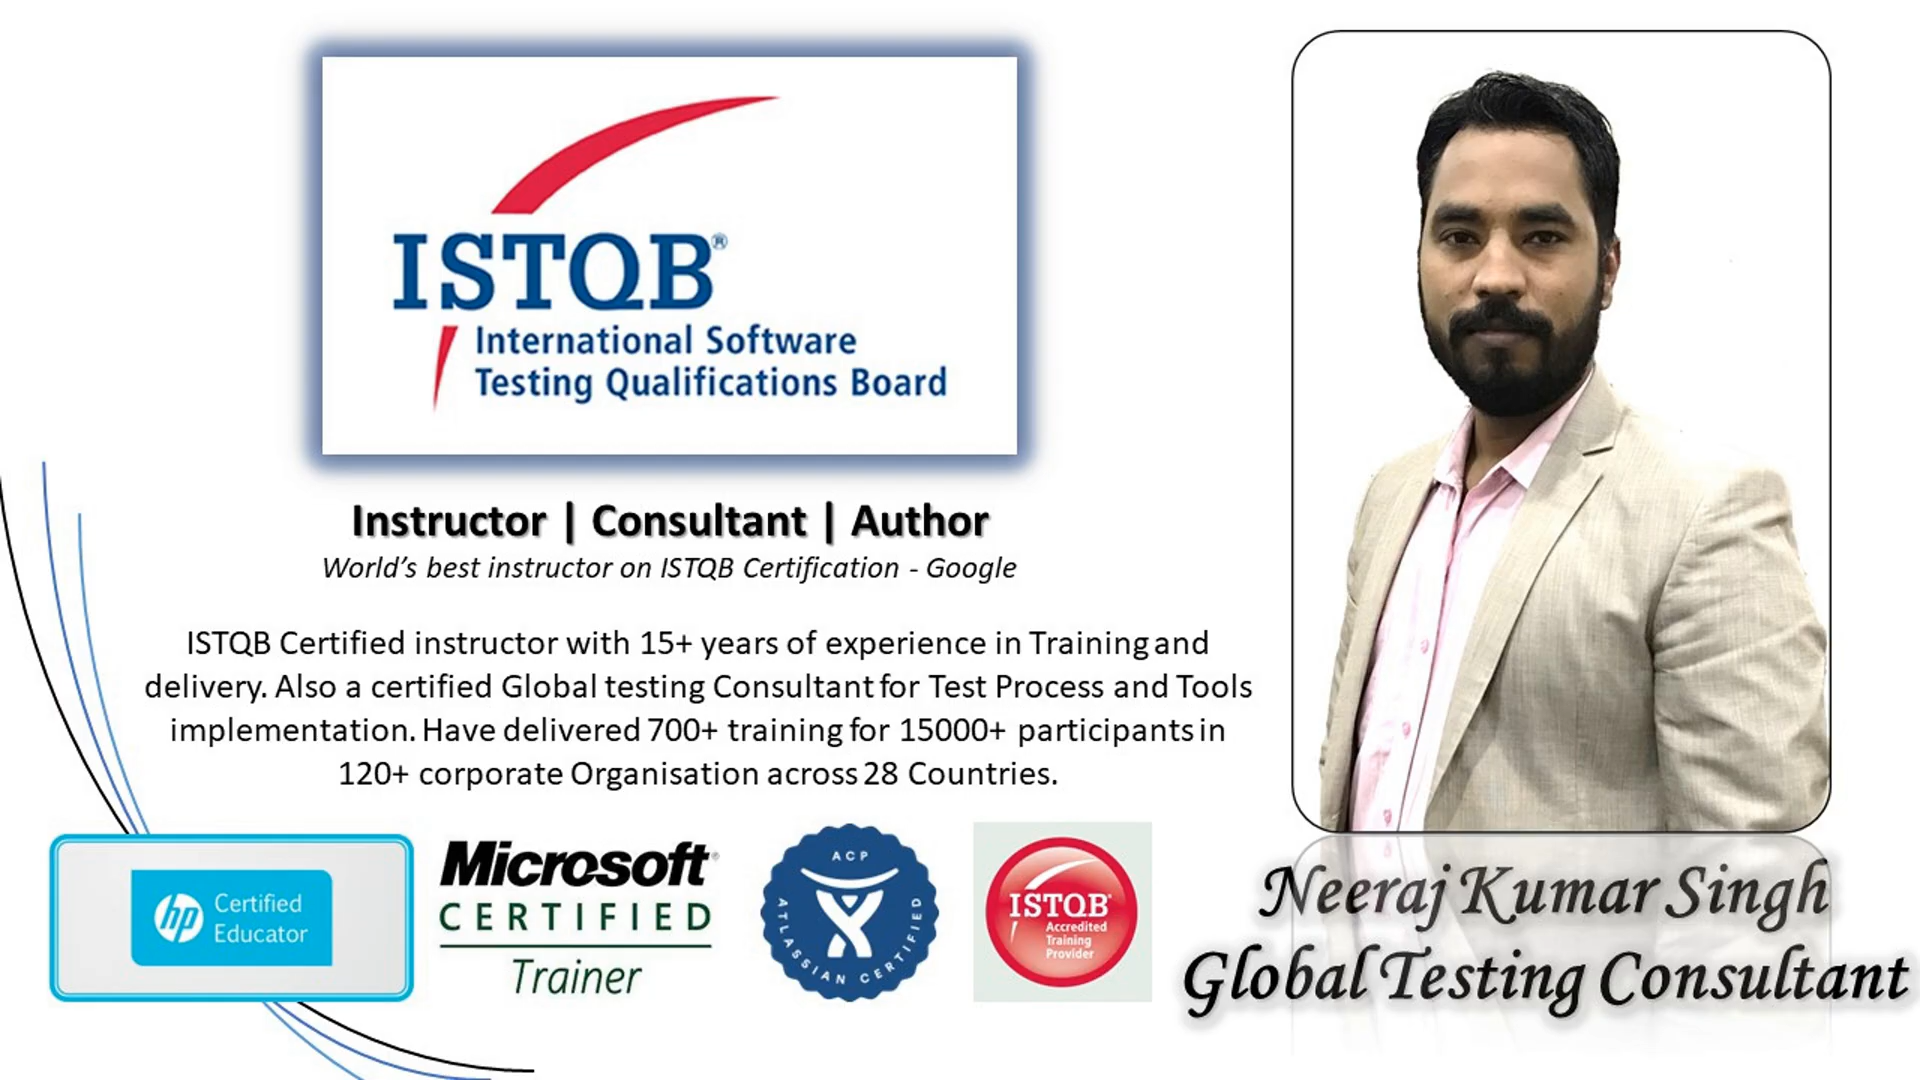 ISTQB®
International Software
Testing Qualifications Board
Instructor | Consultant | Author
World's best instructor on ISTQB Certification - Google
ISTQB Certified instructor with 15+ years of experience in Training and
delivery. Also a certified Global testing Consultant for Test Process and Tools
implementation. Have delivered 700+ training for 15000+ participants in
120+ corporate Organisation across 28 Countries.
hp
Certified
Educator
Microsoft®
CERTIFIED
Trainer
ACP
ATLASSIAN CERTIFIED
ISTQB®
Accredited
Training
Provider
Neeraj Kumar Singh
Global Testing Consultant